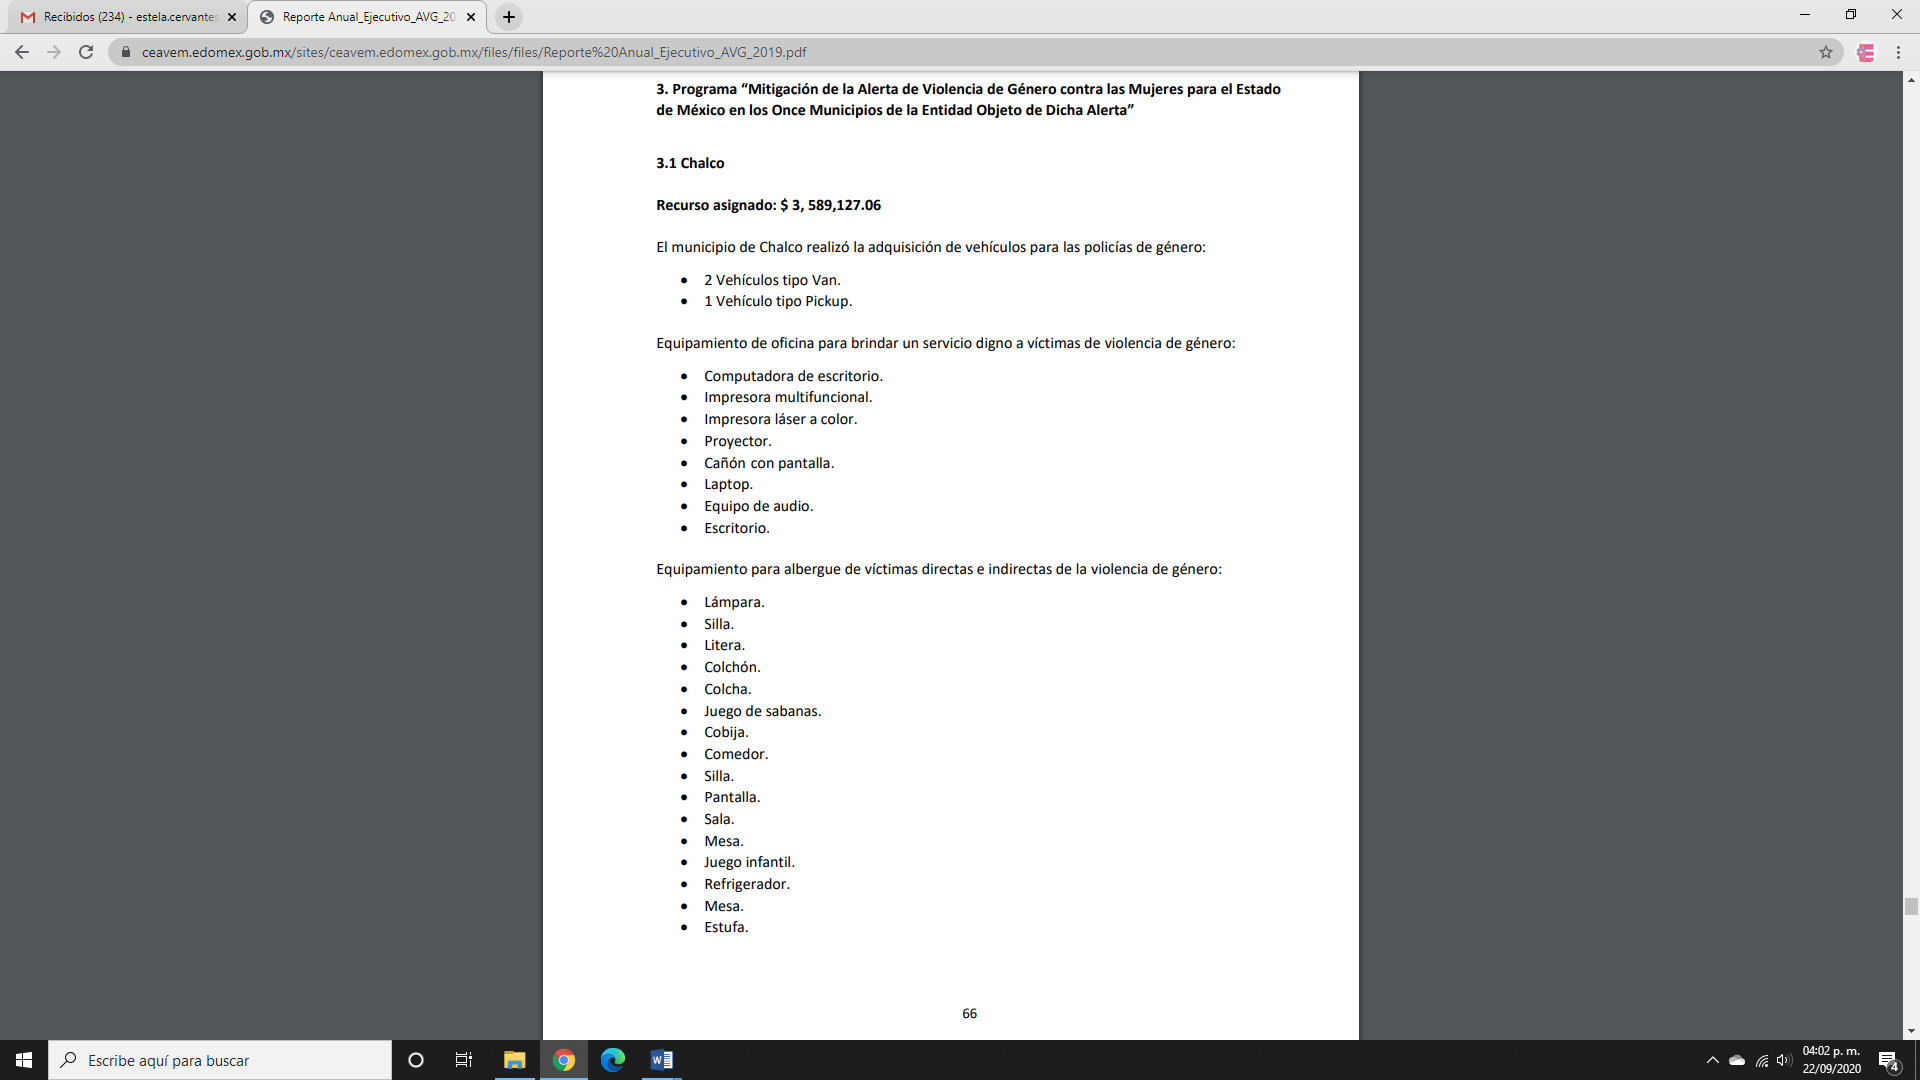 Recibidos (234) - estela.cervantes
Reporte Anual_Ejecutivo_AVG_20
ceavem.edomex.gob.mx/sites/ceavem.edomex.gob.mx/files/files/Reporte%20Anual_Ejecutivo_AVG_2019.pdf
3. Programa “Mitigación de la Alerta de Violencia de Género contra las Mujeres para el Estado
de México en los Once Municipios de la Entidad Objeto de Dicha Alerta”
3.1 Chalco
Recurso asignado: $ 3, 589,127.06
El municipio de Chalco realizó la adquisición de vehículos para las policías de género:
• 2 Vehículos tipo Van.
• 1 Vehículo tipo Pickup.
Equipamiento de oficina para brindar un servicio digno a víctimas de violencia de género:
• Computadora de escritorio.
• Impresora multifuncional.
• Impresora láser a color.
• Proyector.
• Cañón con pantalla.
• Laptop.
• Equipo de audio.
• Escritorio.
Equipamiento para albergue de víctimas directas e indirectas de la violencia de género:
• Lámpara.
• Silla.
• Litera.
• Colchón.
• Colcha.
• Juego de sabanas.
• Cobija.
• Comedor.
• Silla.
• Pantalla.
• Sala.
• Mesa.
• Juego infantil.
• Refrigerador.
• Mesa.
• Estufa.
66
Escribe aquí para buscar
04:02 p. m.
22/09/2020
4